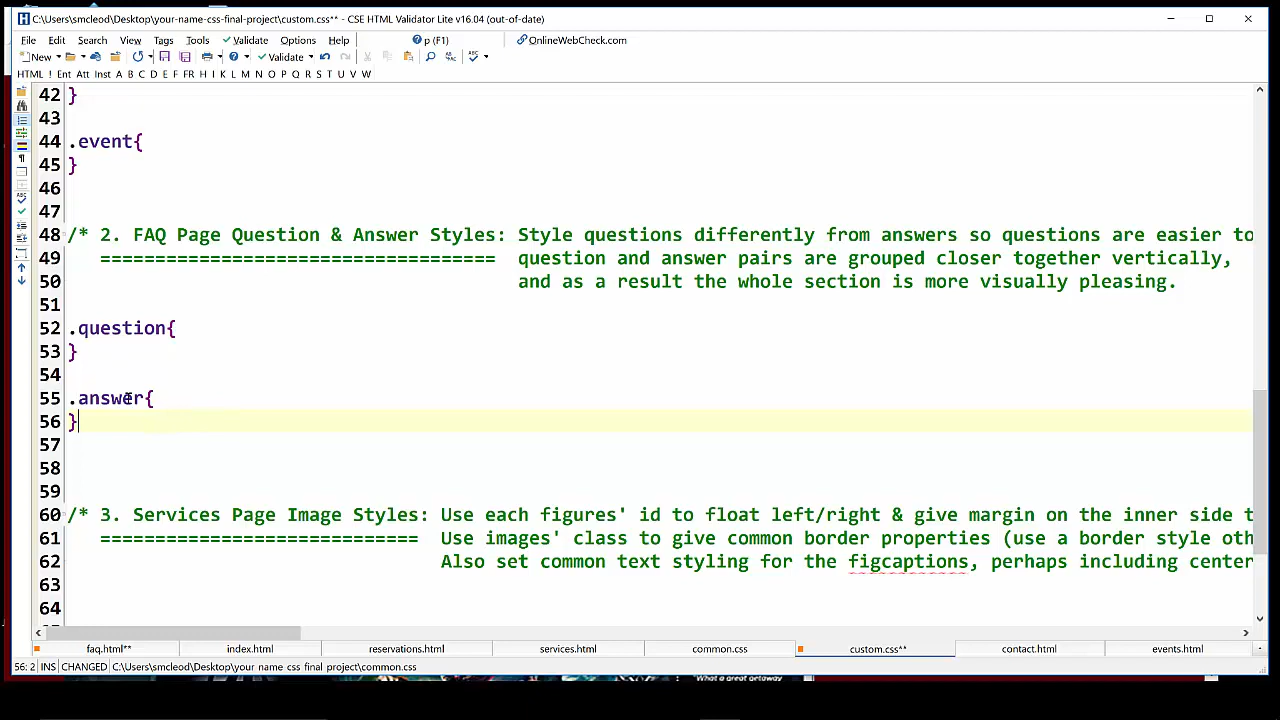 C:\Users\smcleod\Desktop\your-name-css-final-project\custom.css** - CSE HTML Validator Lite v16.04 (out-of-date)
File Edit Search View Tags Tools Validate Options Help p (F1) OnlineWebCheck.com
New Validate
HTML ! Ent Att Inst A B C D E F FR H I K L M N O P Q R S T U V W
42 }
43
44 .event{
45 }
46
47
48 /* 2. FAQ Page Question & Answer Styles: Style questions differently from answers so questions are easier to
49 ==================================== question and answer pairs are grouped closer together vertically,
50 and as a result the whole section is more visually pleasing.
51
52 .question{
53 }
54
55 .answer{
56 }
57
58
59
60 /* 3. Services Page Image Styles: Use each figures' id to float left/right & give margin on the inner side t
61 ============================= Use images' class to give common border properties (use a border style oth
62 Also set common text styling for the figcaptions, perhaps including center
63
64
faq.html** index.html reservations.html services.html common.css custom.css** contact.html events.html
56: 2 INS CHANGED C:\Users\smcleod\Desktop\your name css final project\common.css
"What a great getaway